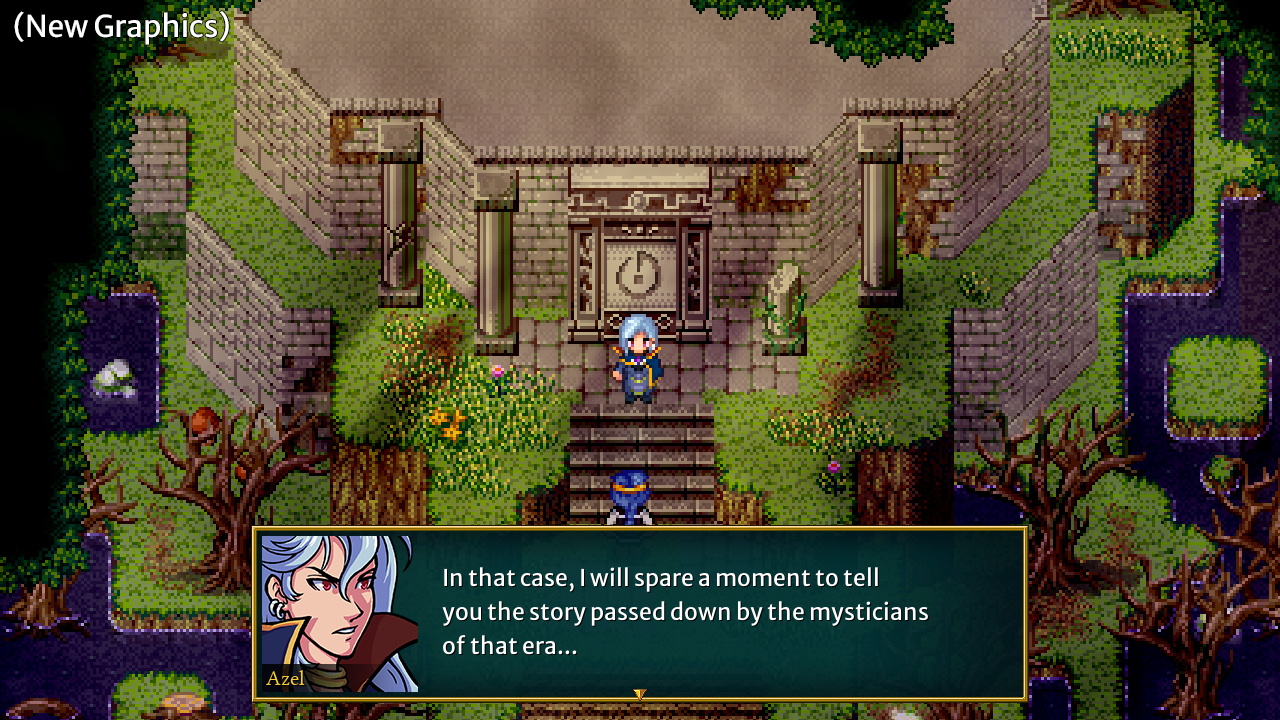 (New Graphics)
In that case, I will spare a moment to tell
you the story passed down by the mysticians
of that era...
Azel